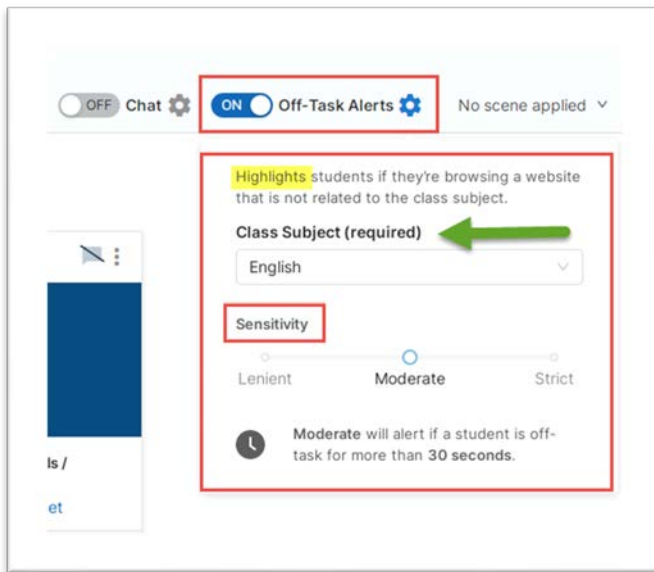 OFF Chat ON Off-Task Alerts No scene applied
Highlights students if they're browsing a website
that is not related to the class subject.
Class Subject (required)
English
Sensitivity
Lenient Moderate Strict
Moderate will alert if a student is off-
task for more than 30 seconds.
ls /
et